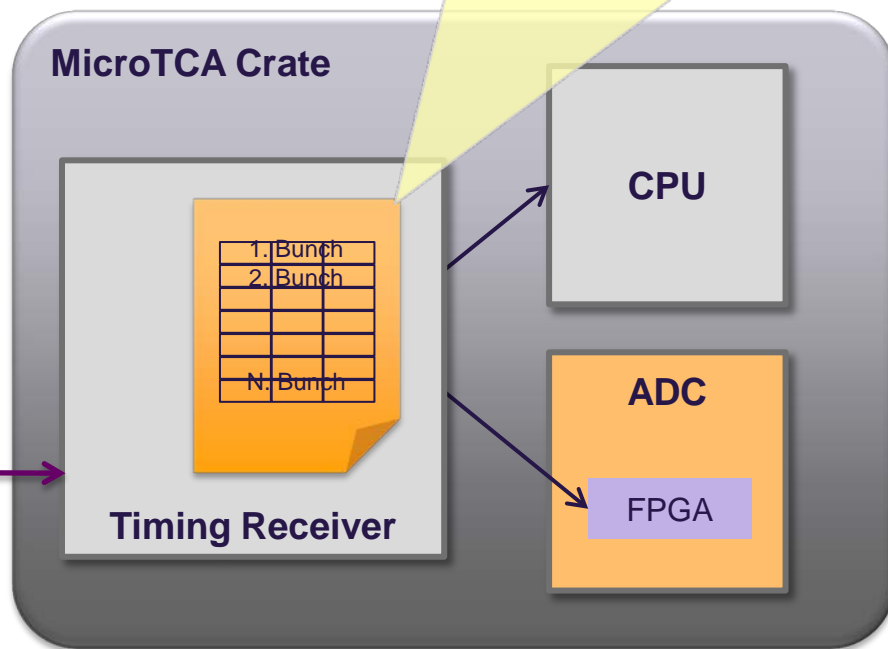 MicroTCA Crate
CPU
1. Bunch
2. Bunch
N. Bunch
ADC
FPGA
Timing Receiver